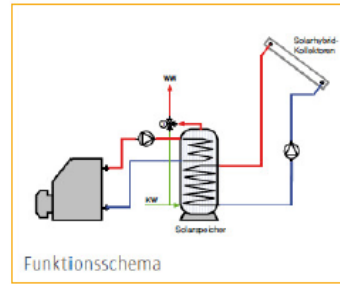 Solarhybrid-
Kollektoren
WW
KW
Solarspeicher
Funktionsschema